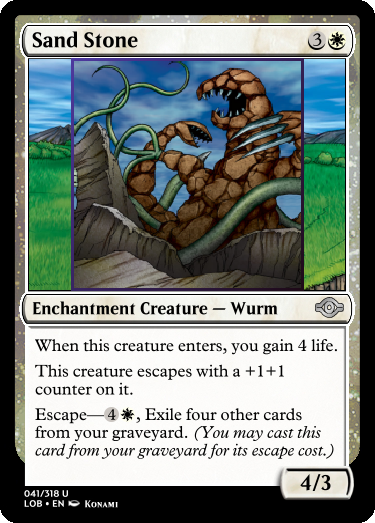 Sand Stone 3
Enchantment Creature — Wurm
When this creature enters, you gain 4 life.
This creature escapes with a +1+1
counter on it.
Escape—4, Exile four other cards
from your graveyard. (You may cast this
card from your graveyard for its escape cost.)
4/3
041/318 U
LOB • EN Konami